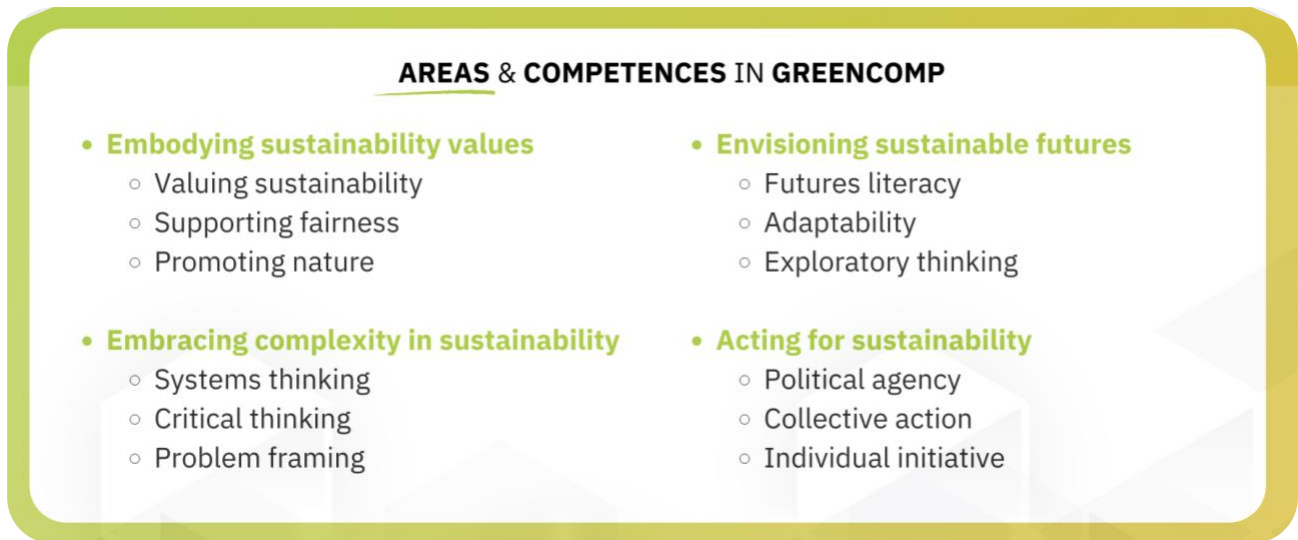 AREAS & COMPETENCES IN GREENCOMP
• Embodying sustainability values
○ Valuing sustainability
○ Supporting fairness
○ Promoting nature
• Embracing complexity in sustainability
○ Systems thinking
○ Critical thinking
○ Problem framing
• Envisioning sustainable futures
○ Futures literacy
○ Adaptability
○ Exploratory thinking
• Acting for sustainability
○ Political agency
○ Collective action
○ Individual initiative